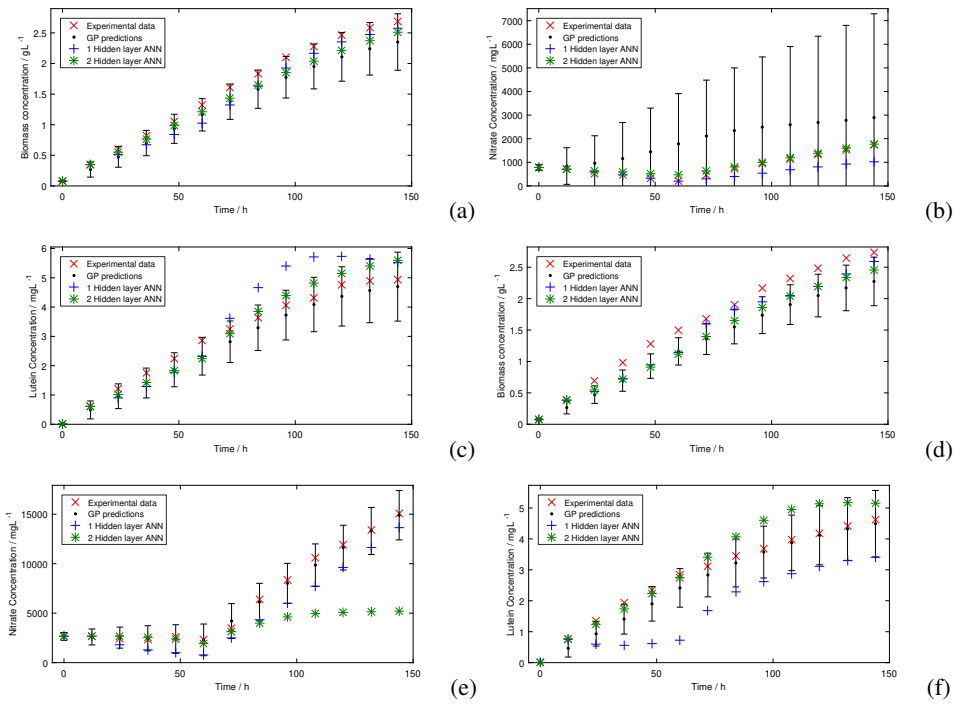 Biomass concentration / gL⁻¹
2.5
2
1.5
1
0.5
0
Experimental data
GP predictions
1 Hidden layer ANN
2 Hidden layer ANN
0 50 100 150
Time / h
(a)
Nitrate Concentration / mgL⁻¹
7000
6000
5000
4000
3000
2000
1000
0
Experimental data
GP predictions
1 Hidden layer ANN
2 Hidden layer ANN
0 50 100 150
Time / h
(b)
Lutein Concentration / mgL⁻¹
6
5
4
3
2
1
0
Experimental data
GP predictions
1 Hidden layer ANN
2 Hidden layer ANN
0 50 100 150
Time / h
(c)
Biomass concentration / gL⁻¹
2.5
2
1.5
1
0.5
0
Experimental data
GP predictions
1 Hidden layer ANN
2 Hidden layer ANN
0 50 100 150
Time / h
(d)
Nitrate Concentration / mgL⁻¹
15000
10000
5000
0
Experimental data
GP predictions
1 Hidden layer ANN
2 Hidden layer ANN
0 50 100 150
Time / h
(e)
Lutein Concentration / mgL⁻¹
6
5
4
3
2
1
0
Experimental data
GP predictions
1 Hidden layer ANN
2 Hidden layer ANN
0 50 100 150
Time / h
(f)